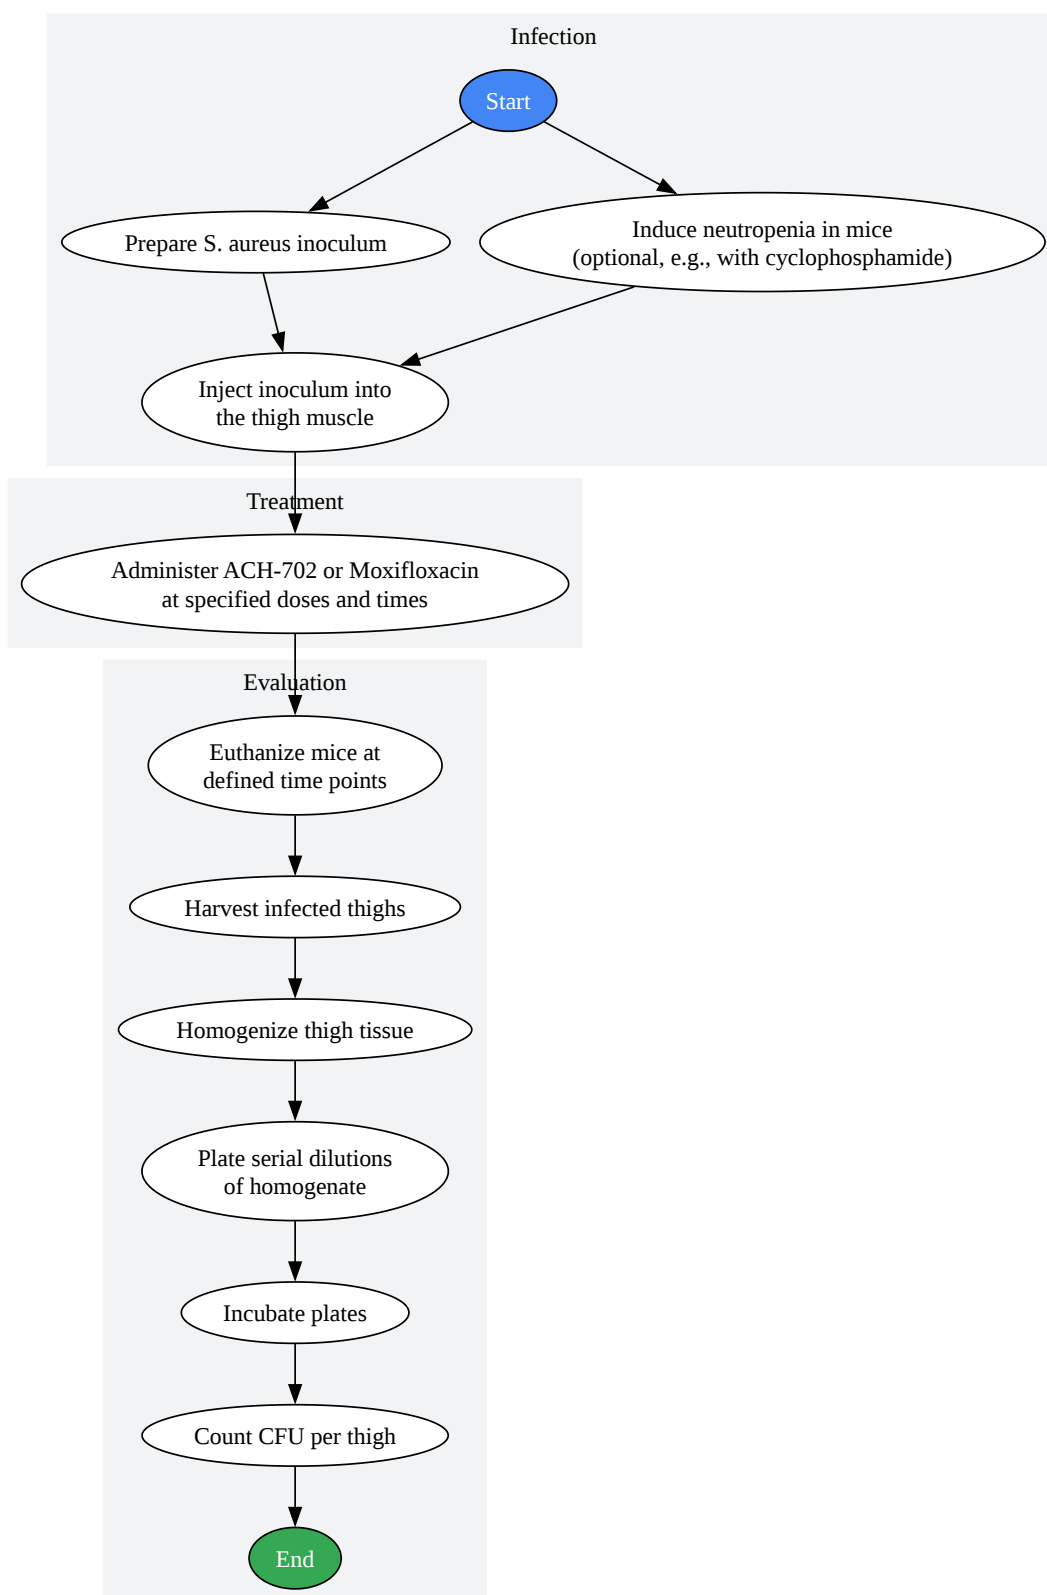 Infection
Start
Prepare S. aureus inoculum
Induce neutropenia in mice
(optional, e.g., with cyclophosphamide)
Inject inoculum into
the thigh muscle
Treatment
Administer ACH-702 or Moxifloxacin
at specified doses and times
Evaluation
Euthanize mice at
defined time points
Harvest infected thighs
Homogenize thigh tissue
Plate serial dilutions
of homogenate
Incubate plates
Count CFU per thigh
End